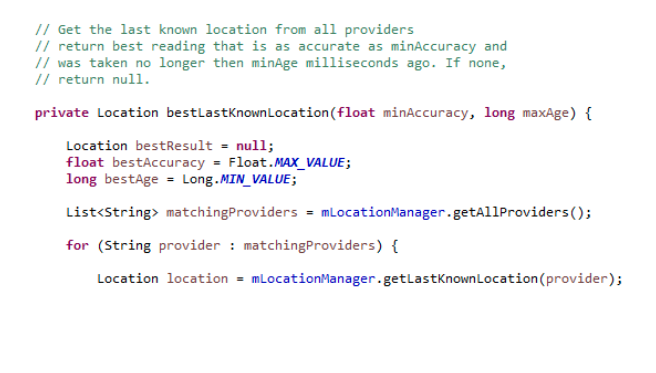 // Get the last known location from all providers
// return best reading that is as accurate as minAccuracy and
// was taken no longer then minAge milliseconds ago. If none,
// return null.
private Location bestLastKnownLocation(float minAccuracy, long maxAge) {
Location bestResult = null;
float bestAccuracy = Float.MAX_VALUE;
long bestAge = Long.MIN_VALUE;
List<String> matchingProviders = mLocationManager.getAllProviders();
for (String provider : matchingProviders) {
Location location = mLocationManager.getLastKnownLocation(provider);